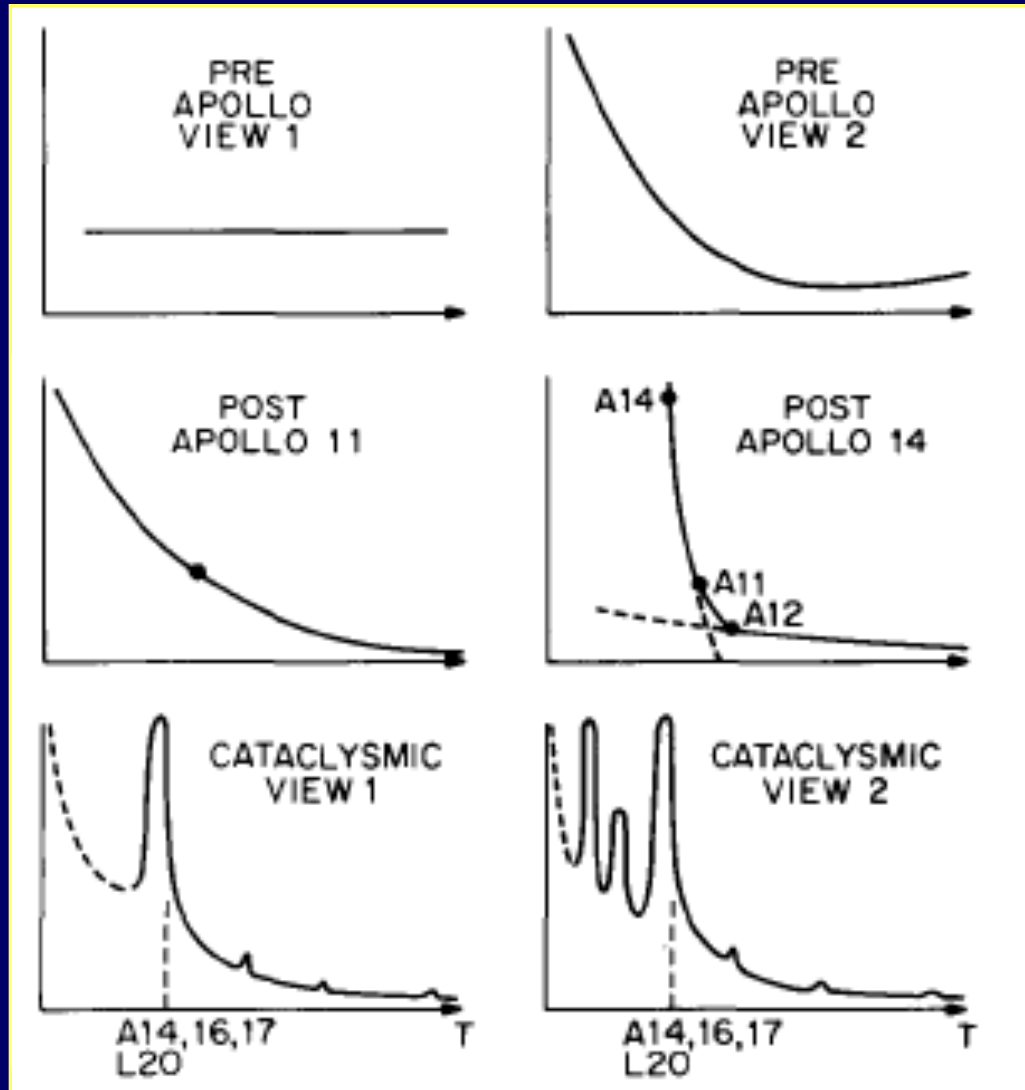 PRE
APOLLO
VIEW 1
PRE
APOLLO
VIEW 2
POST
APOLLO 11
A14
POST
APOLLO 14
A11
A12
CATACLYSMIC
VIEW 1
A14,16,17
L20
T
CATACLYSMIC
VIEW 2
A14,16,17
L20
T